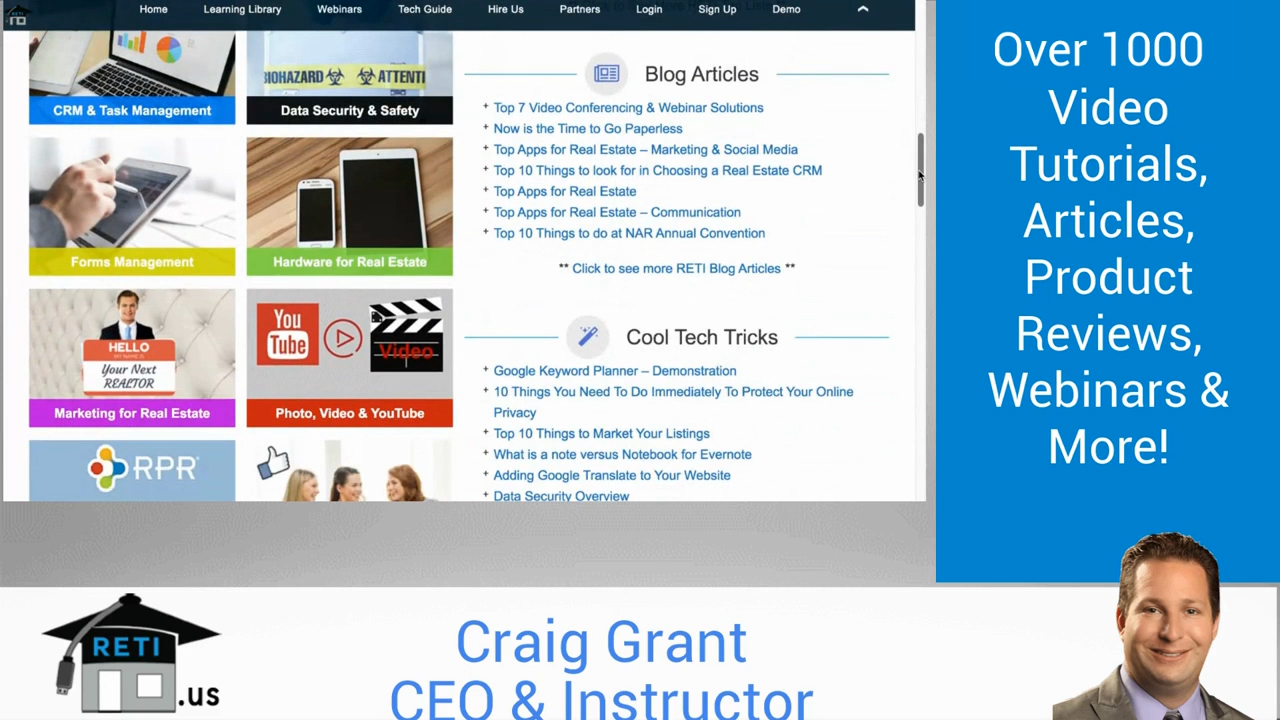 Home Learning Library Webinars Tech Guide Hire Us Partners Login Sign Up Demo
BIOHAZARD ATTENTI
CRM & Task Management
Data Security & Safety
Forms Management
Hardware for Real Estate
HELLO
MY NAME IS
Your Next
REALTOR
You
Tube
Video
Marketing for Real Estate
Photo, Video & YouTube
RPR
Blog Articles
+ Top 7 Video Conferencing & Webinar Solutions
+ Now is the Time to Go Paperless
+ Top Apps for Real Estate – Marketing & Social Media
+ Top 10 Things to look for in Choosing a Real Estate CRM
+ Top Apps for Real Estate
+ Top Apps for Real Estate – Communication
+ Top 10 Things to do at NAR Annual Convention
** Click to see more RETI Blog Articles **
Cool Tech Tricks
+ Google Keyword Planner – Demonstration
+ 10 Things You Need To Do Immediately To Protect Your Online
Privacy
+ Top 10 Things to Market Your Listings
+ What is a note versus Notebook for Evernote
+ Adding Google Translate to Your Website
+ Data Security Overview
Over 1000
Video
Tutorials,
Articles,
Product
Reviews,
Webinars &
More!
RETI
.us
Craig Grant
CEO & Instructor